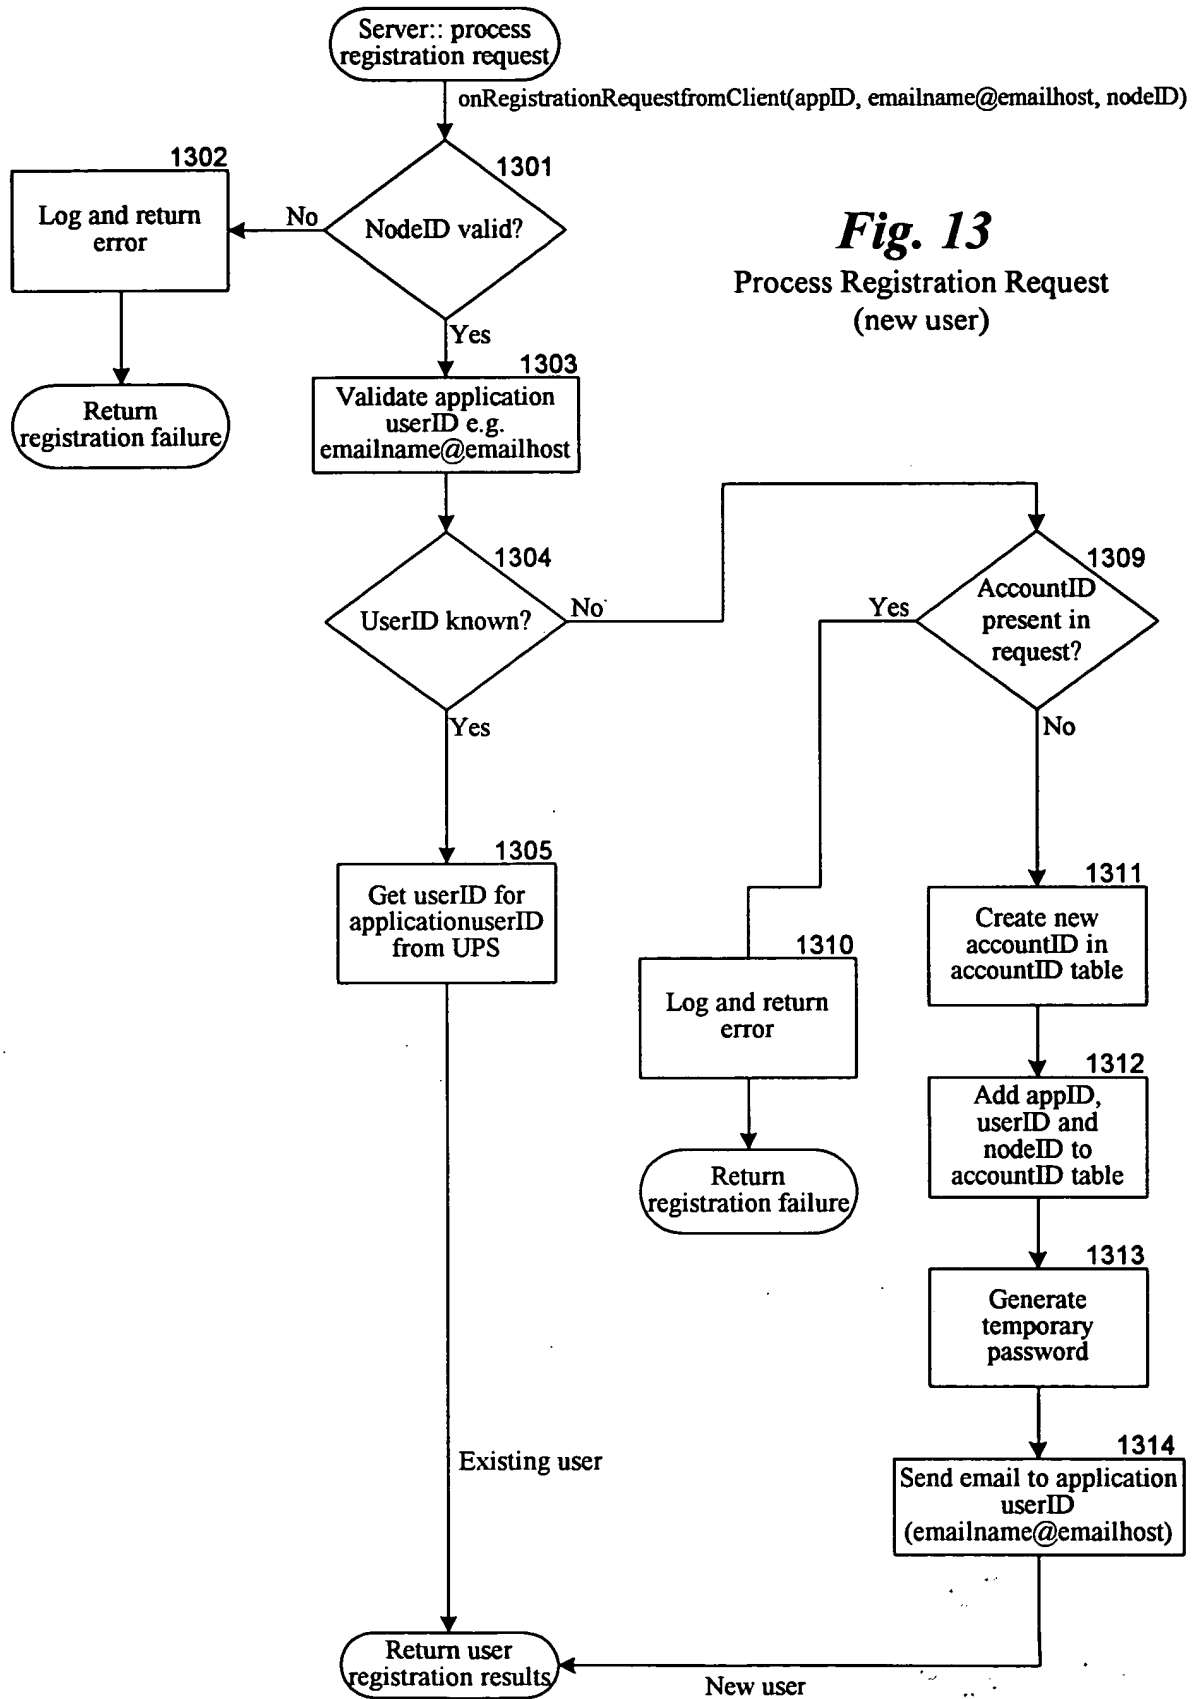 Server:: process
registration request
onRegistrationRequestfromClient(appID, emailname@emailhost, nodeID)
1302
1301
Log and return
error
No
NodeID valid?
Fig. 13
Process Registration Request
(new user)
Yes
1303
Return
registration failure
Validate application
userID e.g.
emailname@emailhost
1304
1309
UserID known?
No
Yes
AccountID
present in
request?
Yes
No
1305
Get userID for
applicationuserID
from UPS
1311
Create new
accountID in
accountID table
1310
Log and return
error
1312
Add appID,
userID and
nodeID to
accountID table
Return
registration failure
1313
Generate
temporary
password
1314
Existing user
Send email to application
userID
(emailname@emailhost)
Return user
registration results
New user